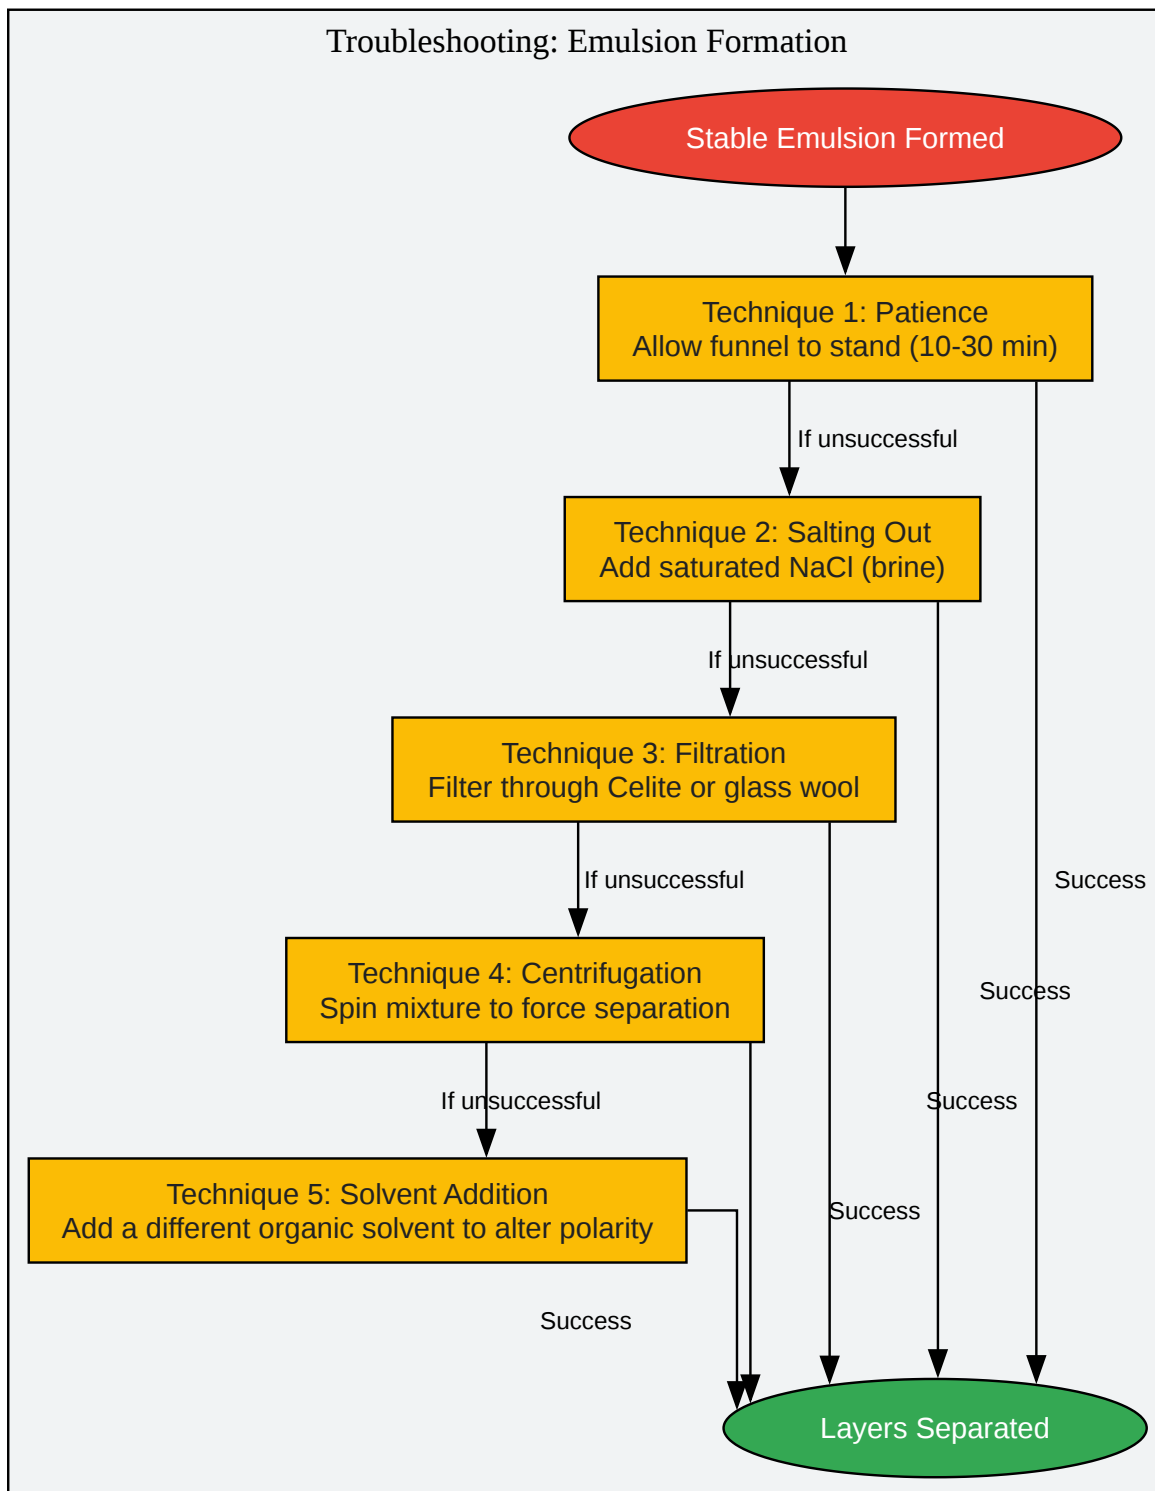 Troubleshooting: Emulsion Formation
Stable Emulsion Formed
Technique 1: Patience
Allow funnel to stand (10-30 min)
If unsuccessful
Technique 2: Salting Out
Add saturated NaCl (brine)
If unsuccessful
Technique 3: Filtration
Filter through Celite or glass wool
If unsuccessful
Success
Technique 4: Centrifugation
Spin mixture to force separation
Success
If unsuccessful
Success
Technique 5: Solvent Addition
Add a different organic solvent to alter polarity
Success
Success
Layers Separated